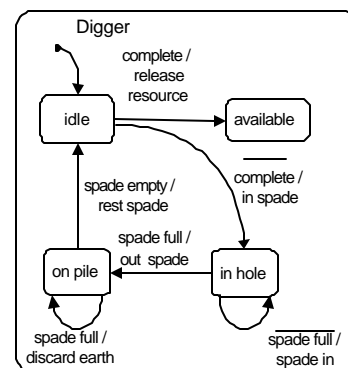 Digger
complete /
release
resource
idle
available
complete /
in spade
spade empty /
rest spade
spade full /
out spade
on pile
in hole
spade full /
discard earth
spade full /
spade in